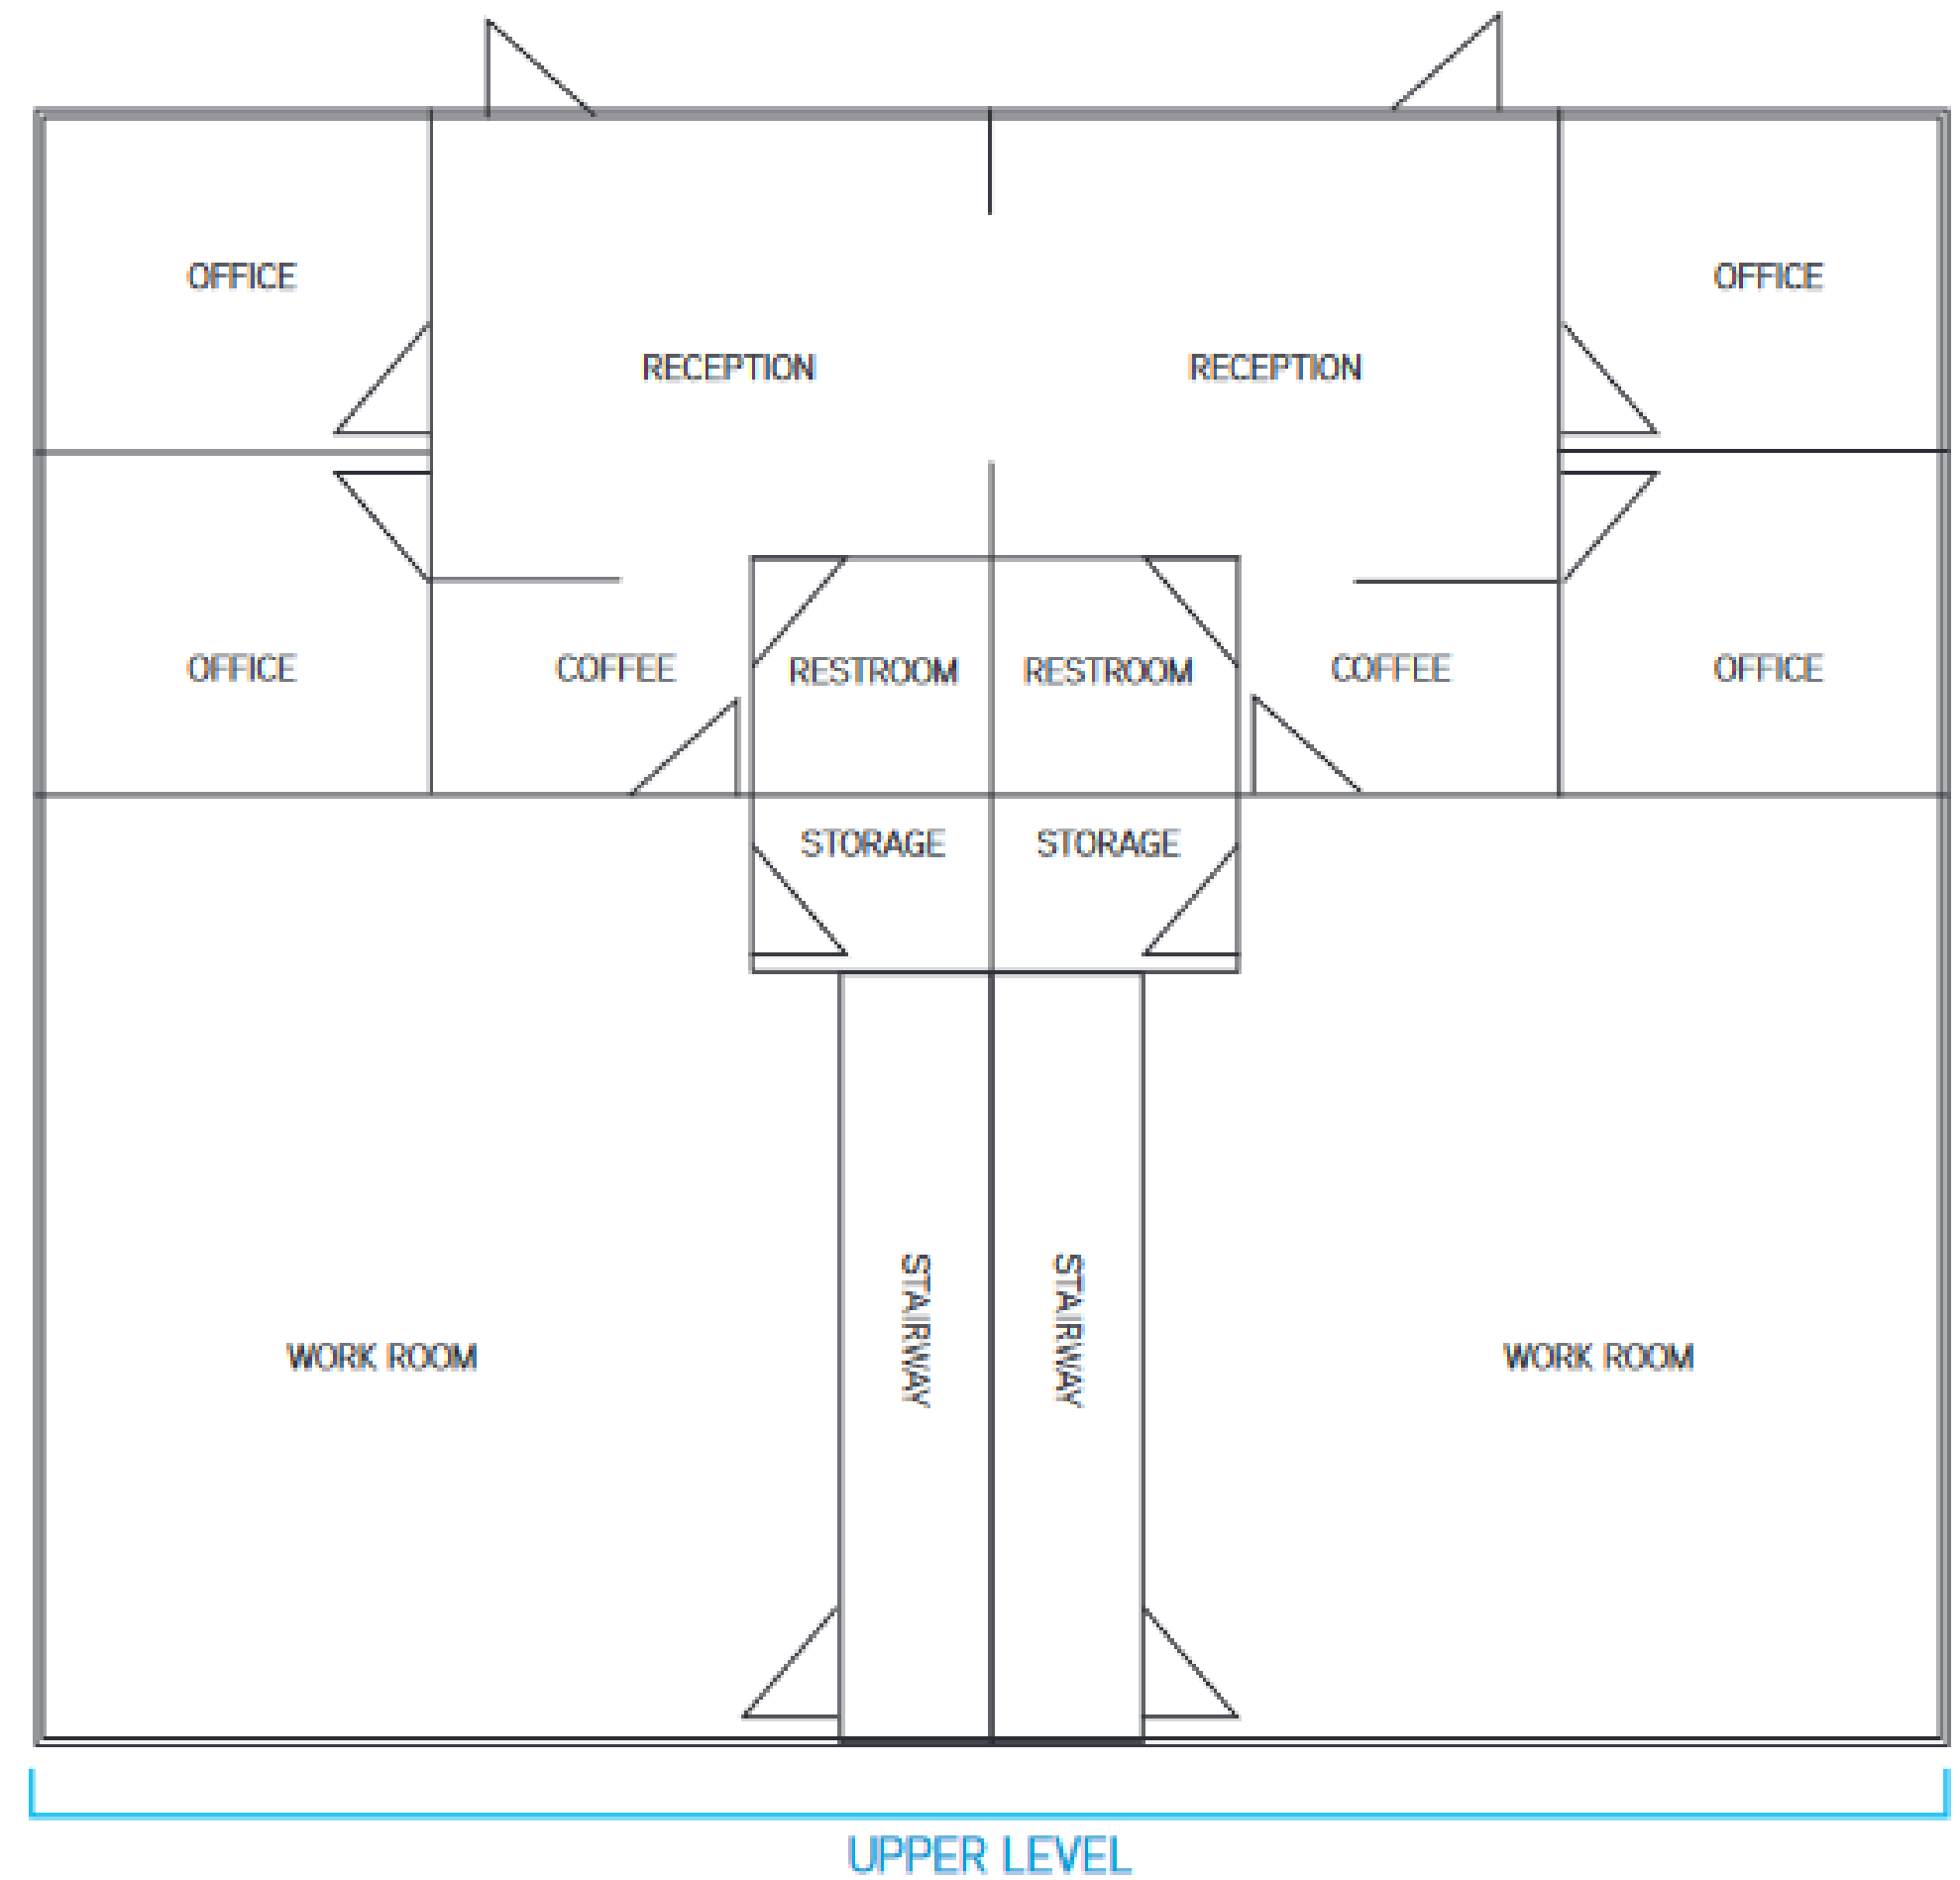 OFFICE
OFFICE
RECEPTION
RECEPTION
OFFICE
COFFEE
RESTROOM
RESTROOM
COFFEE
OFFICE
STORAGE
STORAGE
STAIRWAY
STAIRWAY
WORK ROOM
WORK ROOM
UPPER LEVEL